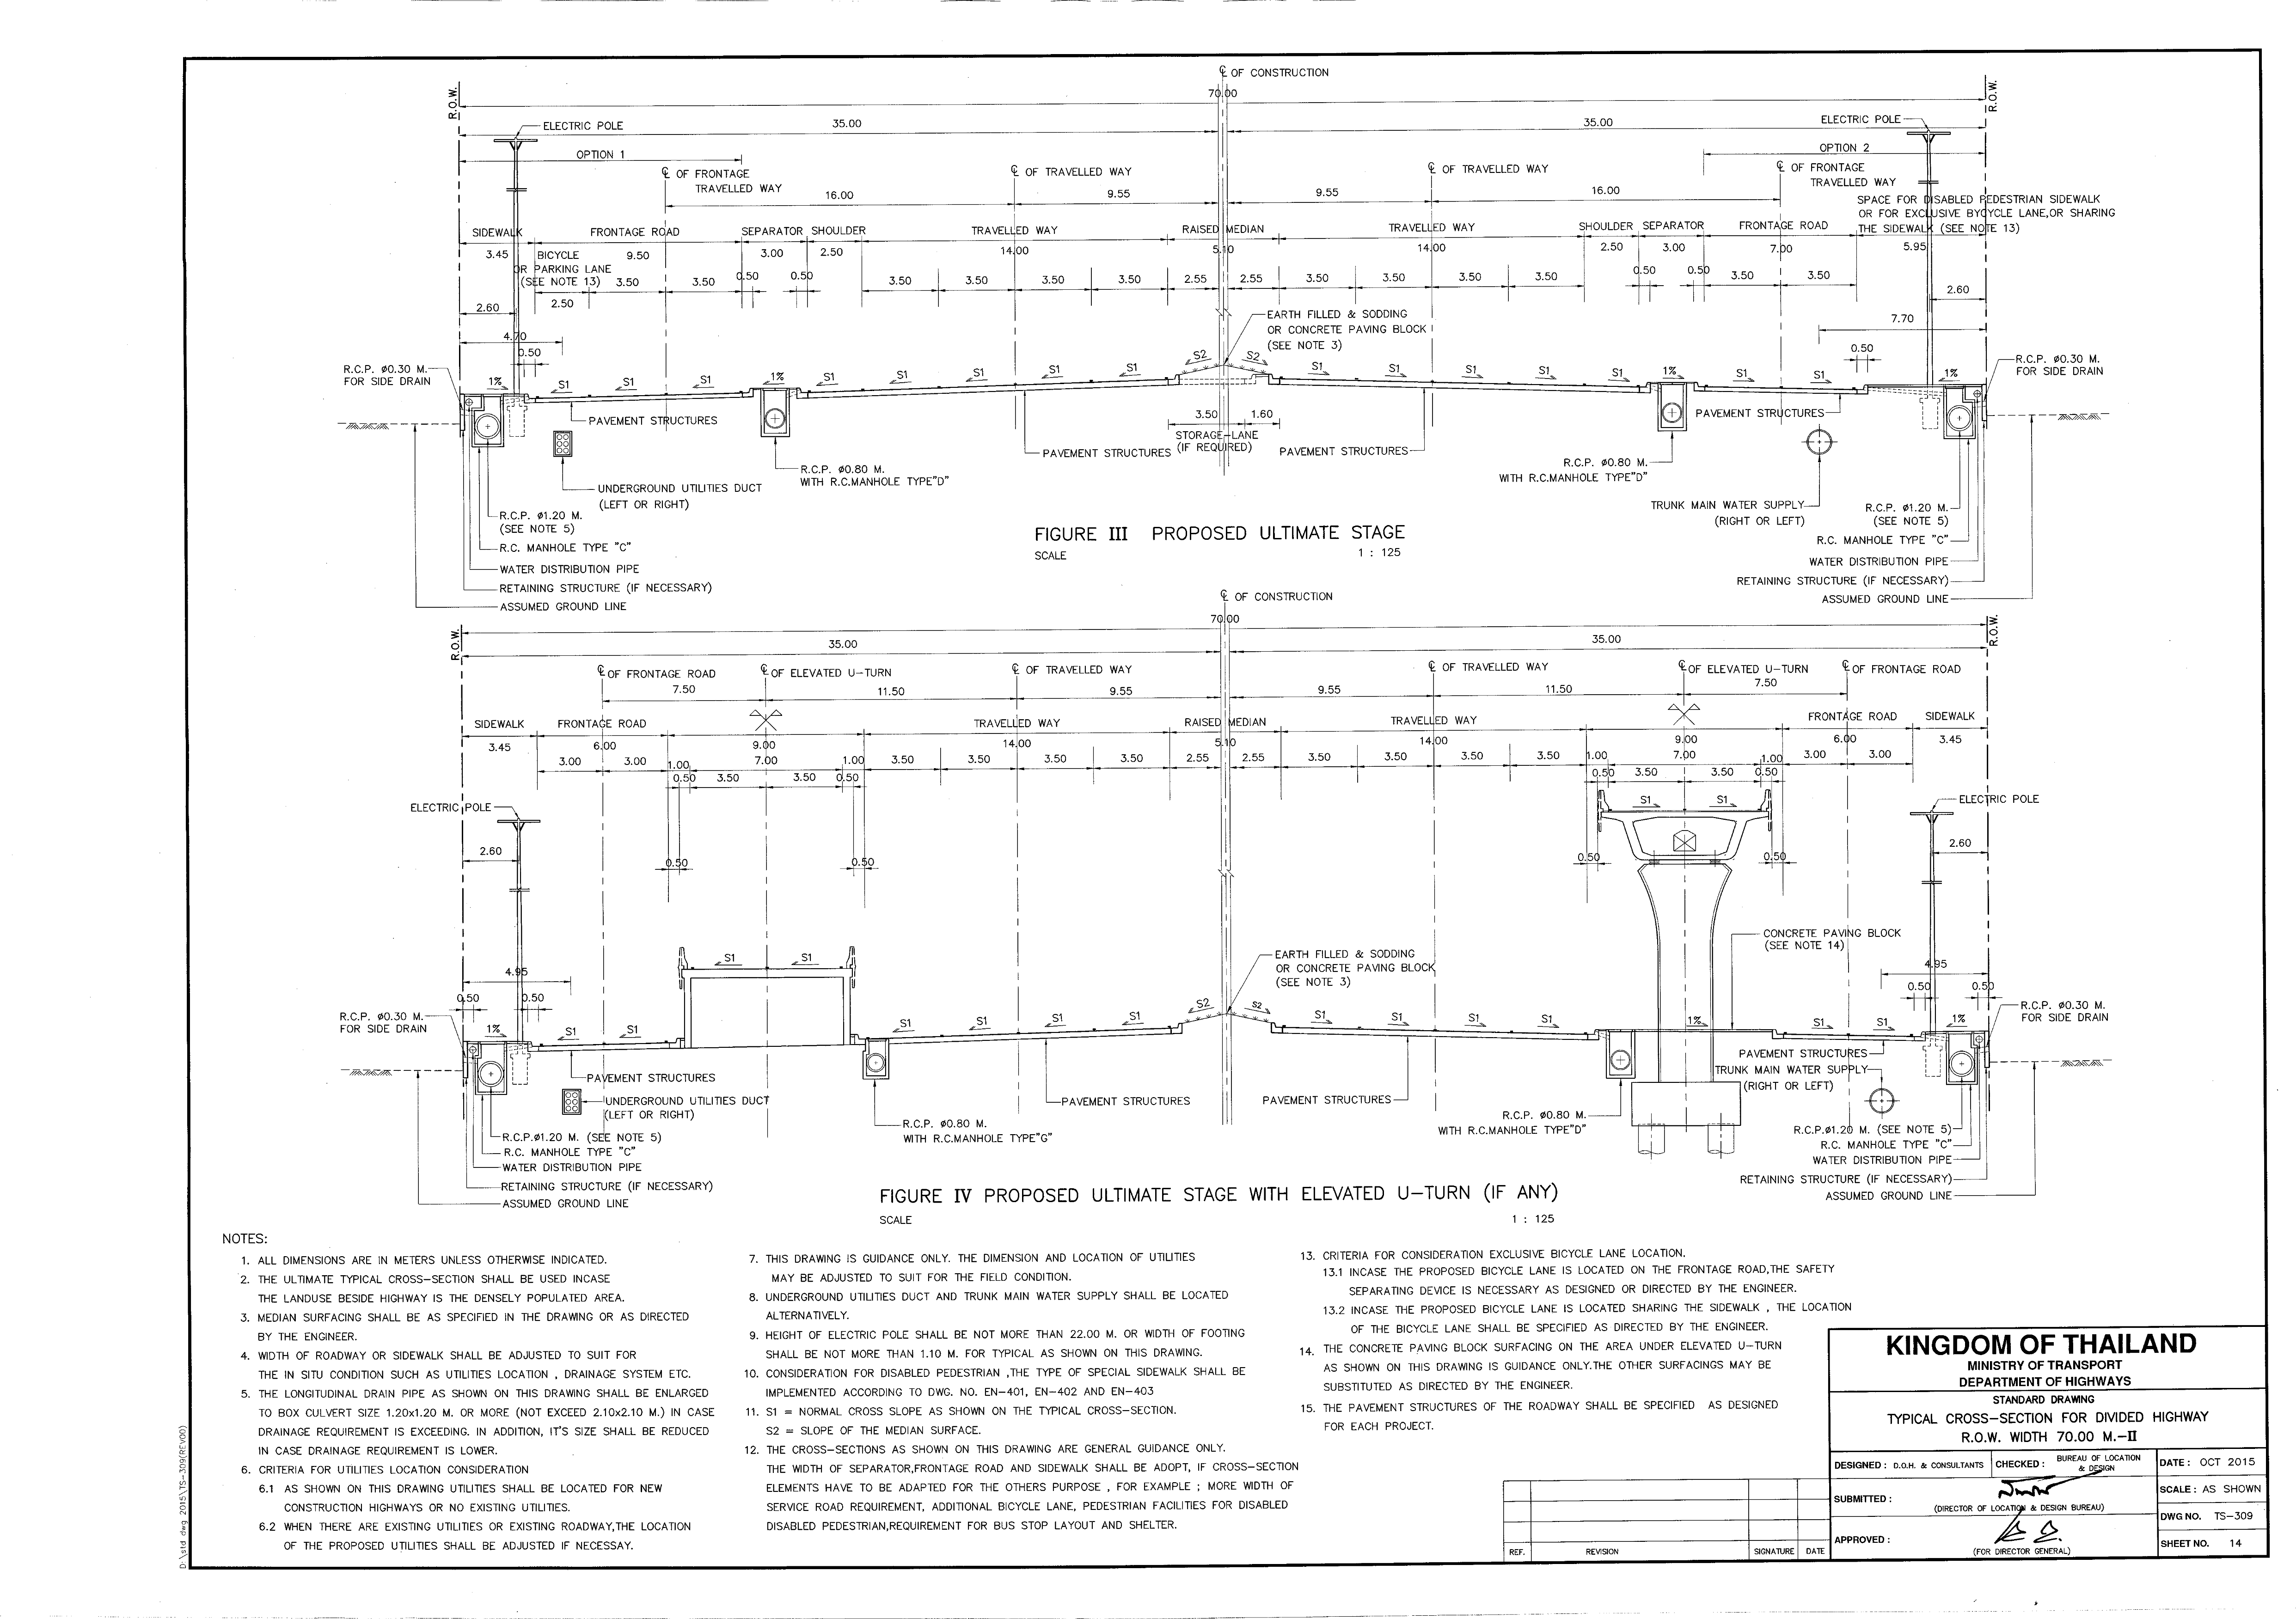 ℄ OF CONSTRUCTION
70.00
R.O.W.
R.O.W.
ELECTRIC POLE
35.00
35.00
ELECTRIC POLE
OPTION 1
OPTION 2
℄ OF FRONTAGE
TRAVELLED WAY
℄ OF TRAVELLED WAY
℄ OF TRAVELLED WAY
℄ OF FRONTAGE
TRAVELLED WAY
16.00
9.55
9.55
16.00
SPACE FOR DISABLED PEDESTRIAN SIDEWALK
OR FOR EXCLUSIVE BYCYCLE LANE,OR SHARING
THE SIDEWALK (SEE NOTE 13)
SIDEWALK FRONTAGE ROAD SEPARATOR SHOULDER TRAVELLED WAY RAISED MEDIAN TRAVELLED WAY SHOULDER SEPARATOR FRONTAGE ROAD
3.45 BICYCLE 9.50 3.00 2.50 14.00 5.10 14.00 2.50 3.00 7.00 5.95
OR PARKING LANE
(SEE NOTE 13) 3.50 3.50 0.50 0.50 3.50 3.50 3.50 3.50 2.55 2.55 3.50 3.50 3.50 3.50 0.50 0.50 3.50 3.50
2.50
2.60
2.60
4.70
7.70
0.50
0.50
EARTH FILLED & SODDING
OR CONCRETE PAVING BLOCK
(SEE NOTE 3)
R.C.P. ø0.30 M.
FOR SIDE DRAIN
R.C.P. ø0.30 M.
FOR SIDE DRAIN
1% S1 S1 S1 1% S1 S1 S1 S1 S1 S2 S2 S1 S1 S1 S1 S1 1% S1 S1 1%
PAVEMENT STRUCTURES
PAVEMENT STRUCTURES
3.50 1.60
STORAGE-LANE
(IF REQUIRED)
PAVEMENT STRUCTURES
PAVEMENT STRUCTURES
R.C.P. ø0.80 M.
WITH R.C.MANHOLE TYPE"D"
R.C.P. ø0.80 M.
WITH R.C.MANHOLE TYPE"D"
UNDERGROUND UTILITIES DUCT
(LEFT OR RIGHT)
TRUNK MAIN WATER SUPPLY
(RIGHT OR LEFT)
R.C.P. ø1.20 M.
(SEE NOTE 5)
R.C. MANHOLE TYPE "C"
WATER DISTRIBUTION PIPE
RETAINING STRUCTURE (IF NECESSARY)
ASSUMED GROUND LINE
R.C.P. ø1.20 M.
(SEE NOTE 5)
R.C. MANHOLE TYPE "C"
WATER DISTRIBUTION PIPE
RETAINING STRUCTURE (IF NECESSARY)
ASSUMED GROUND LINE
FIGURE III PROPOSED ULTIMATE STAGE
SCALE 1 : 125
℄ OF CONSTRUCTION
70.00
R.O.W.
R.O.W.
35.00
35.00
℄ OF FRONTAGE ROAD ℄ OF ELEVATED U-TURN ℄ OF TRAVELLED WAY ℄ OF TRAVELLED WAY ℄ OF ELEVATED U-TURN ℄ OF FRONTAGE ROAD
7.50 11.50 9.55 9.55 11.50 7.50
SIDEWALK FRONTAGE ROAD TRAVELLED WAY RAISED MEDIAN TRAVELLED WAY FRONTAGE ROAD SIDEWALK
3.45 6.00 9.00 14.00 5.10 14.00 9.00 6.00 3.45
3.00 3.00 1.00 7.00 1.00 3.50 3.50 3.50 3.50 2.55 2.55 3.50 3.50 3.50 3.50 1.00 7.00 1.00 3.00 3.00
0.50 3.50 3.50 0.50 0.50 3.50 3.50 0.50
ELECTRIC POLE
ELECTRIC POLE
S1 S1
2.60
2.60
0.50 0.50 0.50 0.50
CONCRETE PAVING BLOCK
(SEE NOTE 14)
S1 S1
EARTH FILLED & SODDING
OR CONCRETE PAVING BLOCK
(SEE NOTE 3)
4.95
4.95
0.50 0.50
0.50 0.50
R.C.P. ø0.30 M.
FOR SIDE DRAIN
R.C.P. ø0.30 M.
FOR SIDE DRAIN
1% S1 S1 S1 S1 S1 S1 S2 S2 S1 S1 S1 S1 1% S1 S1 1%
PAVEMENT STRUCTURES
PAVEMENT STRUCTURES
TRUNK MAIN WATER SUPPLY
(RIGHT OR LEFT)
UNDERGROUND UTILITIES DUCT
(LEFT OR RIGHT)
PAVEMENT STRUCTURES
PAVEMENT STRUCTURES
R.C.P. ø0.80 M.
WITH R.C.MANHOLE TYPE"G"
R.C.P. ø0.80 M.
WITH R.C.MANHOLE TYPE"D"
R.C.P.ø1.20 M. (SEE NOTE 5)
R.C. MANHOLE TYPE "C"
WATER DISTRIBUTION PIPE
RETAINING STRUCTURE (IF NECESSARY)
ASSUMED GROUND LINE
R.C.P.ø1.20 M. (SEE NOTE 5)
R.C. MANHOLE TYPE "C"
WATER DISTRIBUTION PIPE
RETAINING STRUCTURE (IF NECESSARY)
ASSUMED GROUND LINE
FIGURE IV PROPOSED ULTIMATE STAGE WITH ELEVATED U-TURN (IF ANY)
SCALE 1 : 125
NOTES:
1. ALL DIMENSIONS ARE IN METERS UNLESS OTHERWISE INDICATED.
2. THE ULTIMATE TYPICAL CROSS-SECTION SHALL BE USED INCASE
THE LANDUSE BESIDE HIGHWAY IS THE DENSELY POPULATED AREA.
3. MEDIAN SURFACING SHALL BE AS SPECIFIED IN THE DRAWING OR AS DIRECTED
BY THE ENGINEER.
4. WIDTH OF ROADWAY OR SIDEWALK SHALL BE ADJUSTED TO SUIT FOR
THE IN SITU CONDITION SUCH AS UTILITIES LOCATION , DRAINAGE SYSTEM ETC.
5. THE LONGITUDINAL DRAIN PIPE AS SHOWN ON THIS DRAWING SHALL BE ENLARGED
TO BOX CULVERT SIZE 1.20x1.20 M. OR MORE (NOT EXCEED 2.10x2.10 M.) IN CASE
DRAINAGE REQUIREMENT IS EXCEEDING. IN ADDITION, IT'S SIZE SHALL BE REDUCED
IN CASE DRAINAGE REQUIREMENT IS LOWER.
6. CRITERIA FOR UTILITIES LOCATION CONSIDERATION
6.1 AS SHOWN ON THIS DRAWING UTILITIES SHALL BE LOCATED FOR NEW
CONSTRUCTION HIGHWAYS OR NO EXISTING UTILITIES.
6.2 WHEN THERE ARE EXISTING UTILITIES OR EXISTING ROADWAY,THE LOCATION
OF THE PROPOSED UTILITIES SHALL BE ADJUSTED IF NECESSAY.
7. THIS DRAWING IS GUIDANCE ONLY. THE DIMENSION AND LOCATION OF UTILITIES
MAY BE ADJUSTED TO SUIT FOR THE FIELD CONDITION.
8. UNDERGROUND UTILITIES DUCT AND TRUNK MAIN WATER SUPPLY SHALL BE LOCATED
ALTERNATIVELY.
9. HEIGHT OF ELECTRIC POLE SHALL BE NOT MORE THAN 22.00 M. OR WIDTH OF FOOTING
SHALL BE NOT MORE THAN 1.10 M. FOR TYPICAL AS SHOWN ON THIS DRAWING.
10. CONSIDERATION FOR DISABLED PEDESTRIAN ,THE TYPE OF SPECIAL SIDEWALK SHALL BE
IMPLEMENTED ACCORDING TO DWG. NO. EN-401, EN-402 AND EN-403
11. S1 = NORMAL CROSS SLOPE AS SHOWN ON THE TYPICAL CROSS-SECTION.
S2 = SLOPE OF THE MEDIAN SURFACE.
12. THE CROSS-SECTIONS AS SHOWN ON THIS DRAWING ARE GENERAL GUIDANCE ONLY.
THE WIDTH OF SEPARATOR,FRONTAGE ROAD AND SIDEWALK SHALL BE ADOPT, IF CROSS-SECTION
ELEMENTS HAVE TO BE ADAPTED FOR THE OTHERS PURPOSE , FOR EXAMPLE ; MORE WIDTH OF
SERVICE ROAD REQUIREMENT, ADDITIONAL BICYCLE LANE, PEDESTRIAN FACILITIES FOR DISABLED
DISABLED PEDESTRIAN,REQUIREMENT FOR BUS STOP LAYOUT AND SHELTER.
13. CRITERIA FOR CONSIDERATION EXCLUSIVE BICYCLE LANE LOCATION.
13.1 INCASE THE PROPOSED BICYCLE LANE IS LOCATED ON THE FRONTAGE ROAD,THE SAFETY
SEPARATING DEVICE IS NECESSARY AS DESIGNED OR DIRECTED BY THE ENGINEER.
13.2 INCASE THE PROPOSED BICYCLE LANE IS LOCATED SHARING THE SIDEWALK , THE LOCATION
OF THE BICYCLE LANE SHALL BE SPECIFIED AS DIRECTED BY THE ENGINEER.
14. THE CONCRETE PAVING BLOCK SURFACING ON THE AREA UNDER ELEVATED U-TURN
AS SHOWN ON THIS DRAWING IS GUIDANCE ONLY.THE OTHER SURFACINGS MAY BE
SUBSTITUTED AS DIRECTED BY THE ENGINEER.
15. THE PAVEMENT STRUCTURES OF THE ROADWAY SHALL BE SPECIFIED AS DESIGNED
FOR EACH PROJECT.
REF. REVISION SIGNATURE DATE
KINGDOM OF THAILAND
MINISTRY OF TRANSPORT
DEPARTMENT OF HIGHWAYS
STANDARD DRAWING
TYPICAL CROSS-SECTION FOR DIVIDED HIGHWAY
R.O.W. WIDTH 70.00 M.-II
DESIGNED : D.O.H. & CONSULTANTS CHECKED : BUREAU OF LOCATION
& DESIGN
DATE : OCT 2015
SUBMITTED :
(DIRECTOR OF LOCATION & DESIGN BUREAU)
SCALE : AS SHOWN
DWG NO. TS-309
APPROVED :
(FOR DIRECTOR GENERAL)
SHEET NO. 14
D:\std dwg 2015\TS-309(REV00)